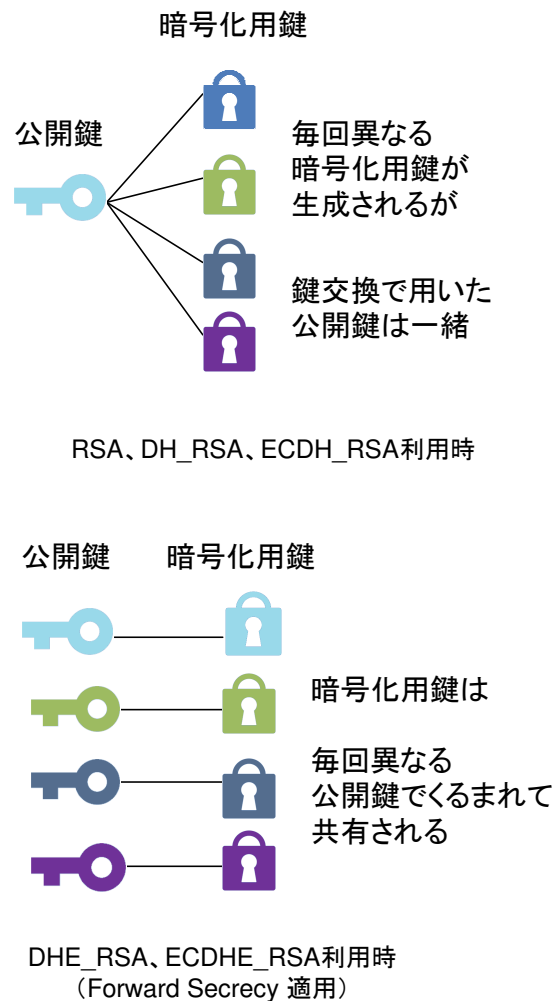 暗号化用鍵
公開鍵
毎回異なる
暗号化用鍵が
生成されるが
鍵交換で用いた
公開鍵は一緒
RSA、DH_RSA、ECDH_RSA利用時
公開鍵
暗号化用鍵
暗号化用鍵は
毎回異なる
公開鍵でくるまれて
共有される
DHE_RSA、ECDHE_RSA利用時
（Forward Secrecy 適用）